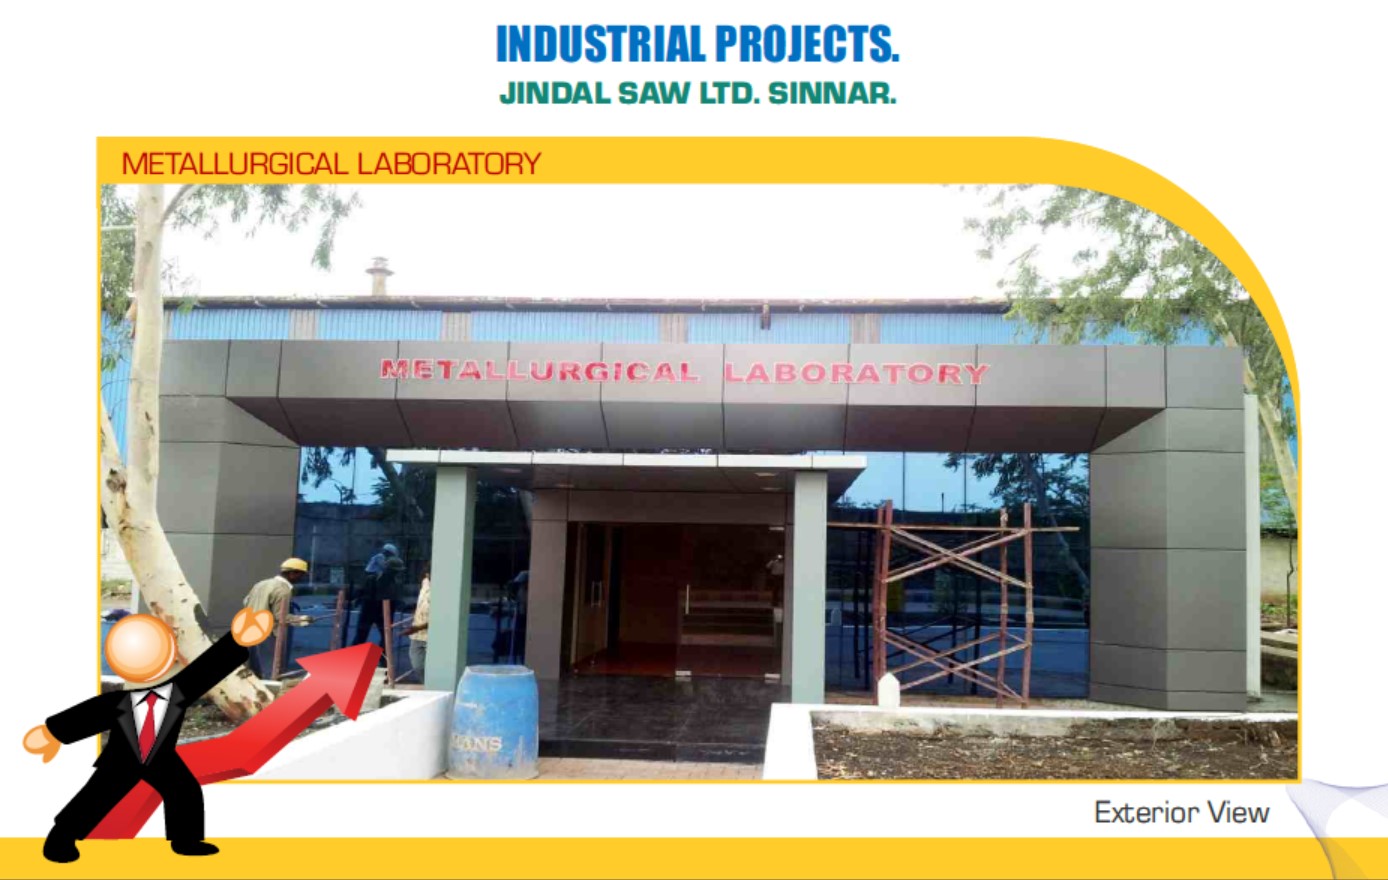 INDUSTRIAL PROJECTS.
JINDAL SAW LTD. SINNAR.
METALLURGICAL LABORATORY
METALLURGICAL LABORATORY
Exterior View